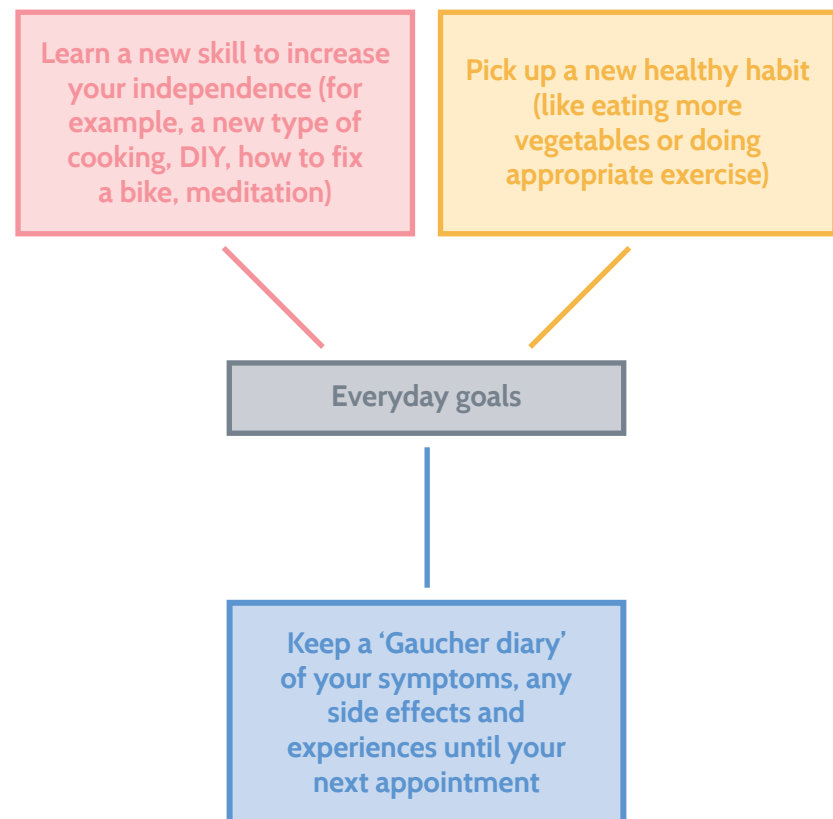 Learn a new skill to increase
your independence (for
example, a new type of
cooking, DIY, how to fix
a bike, meditation)
Pick up a new healthy habit
(like eating more
vegetables or doing
appropriate exercise)
Everyday goals
Keep a ‘Gaucher diary’
of your symptoms, any
side effects and
experiences until your
next appointment